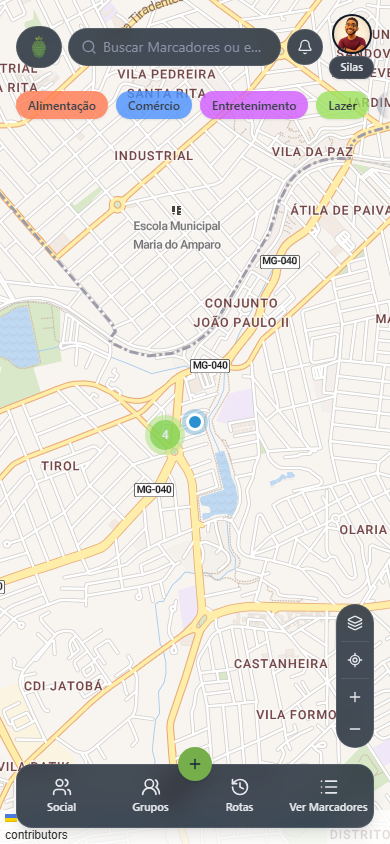 Tiradentes
Buscar Marcadores ou e...
Silas
VILA PEDREIRA
SANTA RITA
Alimentação
Comércio
Entretenimento
Lazer
INDUSTRIAL
VILA DA PAZ
ÁTILA DE PAIVA
Escola Municipal
Maria do Amparo
MG-040
CONJUNTO
JOÃO PAULO II
MG-040
4
TIROL
MG-040
OLARIA
CASTANHEIRA
CDI JATOBÁ
VILA FORMO
Social
Grupos
Rotas
Ver Marcadores
contributors
DISTRITO